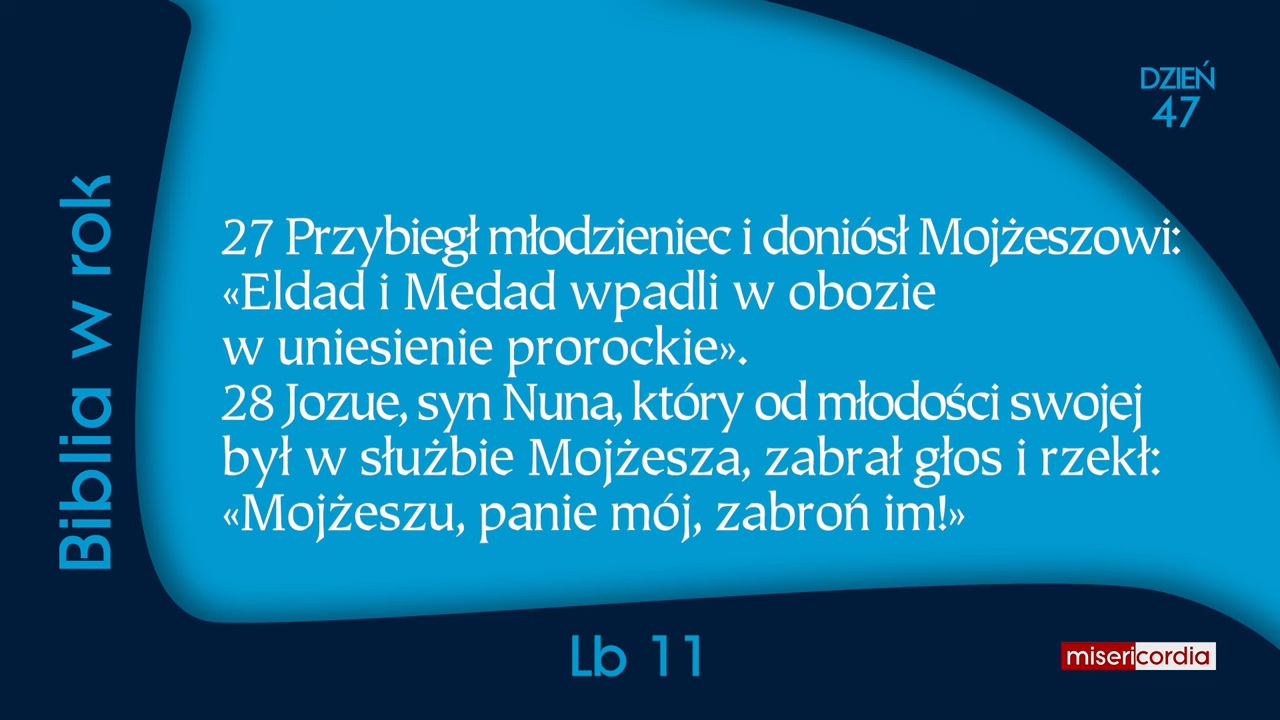 DZIEŃ
47
Biblia w rok
27 Przybiegł młodzieniec i doniósł Mojżeszowi:
«Eldad i Medad wpadli w obozie
w uniesienie prorockie».
28 Jozue, syn Nuna, który od młodości swojej
był w służbie Mojżesza, zabrał głos i rzekł:
«Mojżeszu, panie mój, zabroń im!»
Lb 11
misericordia